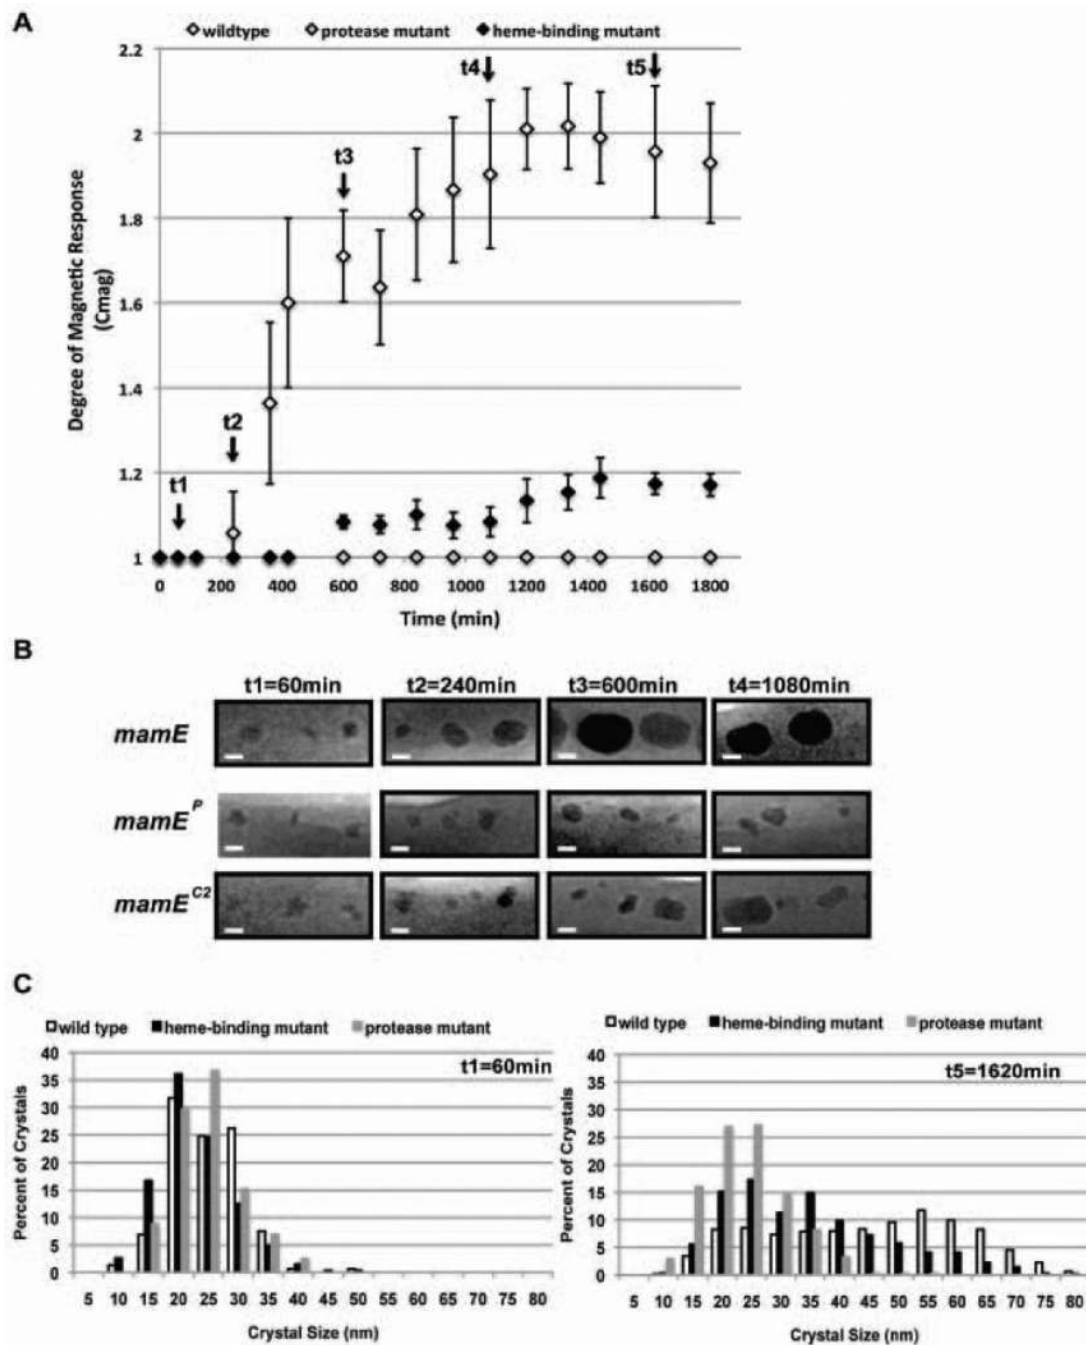 A
wildtype protease mutant heme-binding mutant
2.2
2
1.8
1.6
1.4
1.2
1
t1
t2
t3
t4
t5
0 200 400 600 800 1000 1200 1400 1600 1800
Time (min)
Degree of Magnetic Response
(Cmag)
B
t1=60min t2=240min t3=600min t4=1080min
mamE
mamE^P
mamE^C2
C
wild type heme-binding mutant protease mutant
t1=60min
40
35
30
25
20
15
10
5
0
5 10 15 20 25 30 35 40 45 50 55 60 65 70 75 80
Percent of Crystals
Crystal Size (nm)
wild type heme-binding mutant protease mutant
t5=1620min
40
35
30
25
20
15
10
5
0
5 10 15 20 25 30 35 40 45 50 55 60 65 70 75 80
Percent of Crystals
Crystal Size (nm)